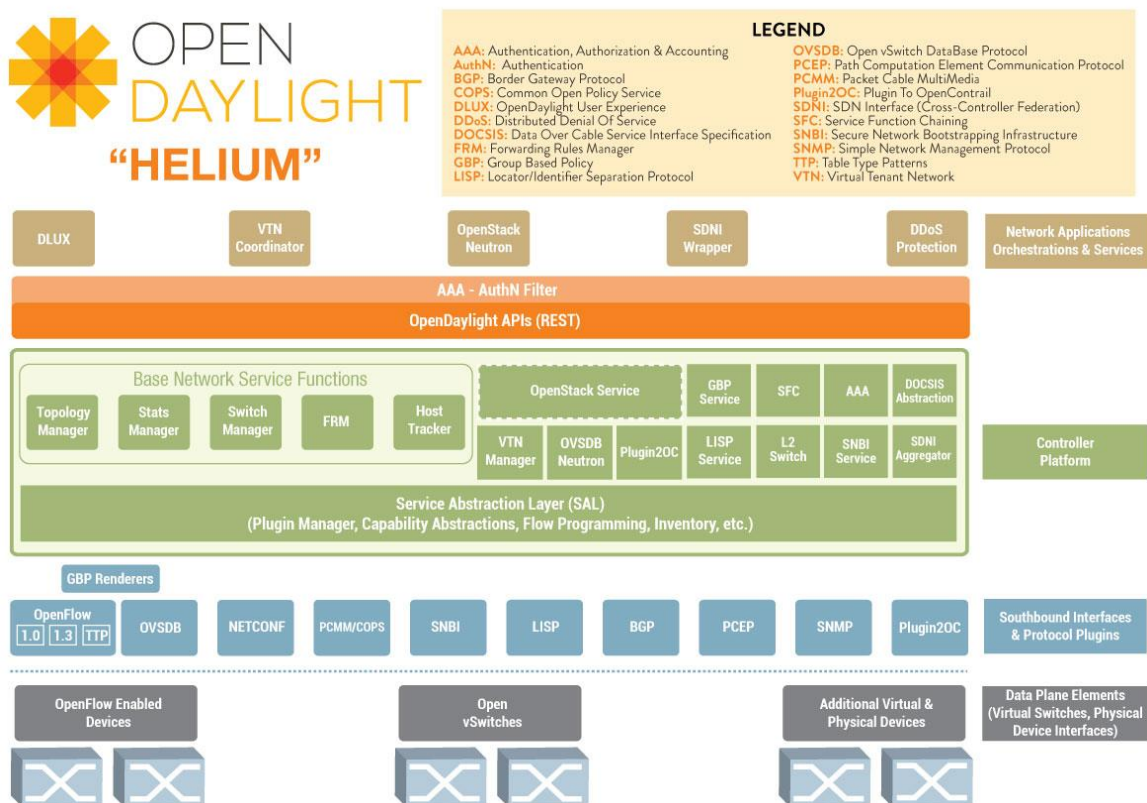 OPEN
DAYLIGHT
“HELIUM”
LEGEND
AAA: Authentication, Authorization & Accounting
AuthN: Authentication
BGP: Border Gateway Protocol
COPS: Common Open Policy Service
DLUX: OpenDaylight User Experience
DDoS: Distributed Denial Of Service
DOCSIS: Data Over Cable Service Interface Specification
FRM: Forwarding Rules Manager
GBP: Group Based Policy
LISP: Locator/Identifier Separation Protocol
OVSDB: Open vSwitch DataBase Protocol
PCEP: Path Computation Element Communication Protocol
PCMM: Packet Cable MultiMedia
Plugin2OC: Plugin To OpenContrail
SDNI: SDN Interface (Cross-Controller Federation)
SFC: Service Function Chaining
SNBI: Secure Network Bootstrapping Infrastructure
SNMP: Simple Network Management Protocol
TTP: Table Type Patterns
VTN: Virtual Tenant Network
DLUX
VTN
Coordinator
OpenStack
Neutron
SDNI
Wrapper
DDoS
Protection
Network Applications
Orchestrations & Services
AAA - AuthN Filter
OpenDaylight APIs (REST)
Base Network Service Functions
Topology
Manager
Stats
Manager
Switch
Manager
FRM
Host
Tracker
OpenStack Service
GBP
Service
SFC
AAA
DOCSIS
Abstraction
VTN
Manager
OVSDB
Neutron
Plugin2OC
LISP
Service
L2
Switch
SNBI
Service
SDNI
Aggregator
Controller
Platform
Service Abstraction Layer (SAL)
(Plugin Manager, Capability Abstractions, Flow Programming, Inventory, etc.)
GBP Renderers
OpenFlow
1.0 1.3 TTP
OVSDB
NETCONF
PCMM/COPS
SNBI
LISP
BGP
PCEP
SNMP
Plugin2OC
Southbound Interfaces
& Protocol Plugins
OpenFlow Enabled
Devices
Open
vSwitches
Additional Virtual &
Physical Devices
Data Plane Elements
(Virtual Switches, Physical
Device Interfaces)